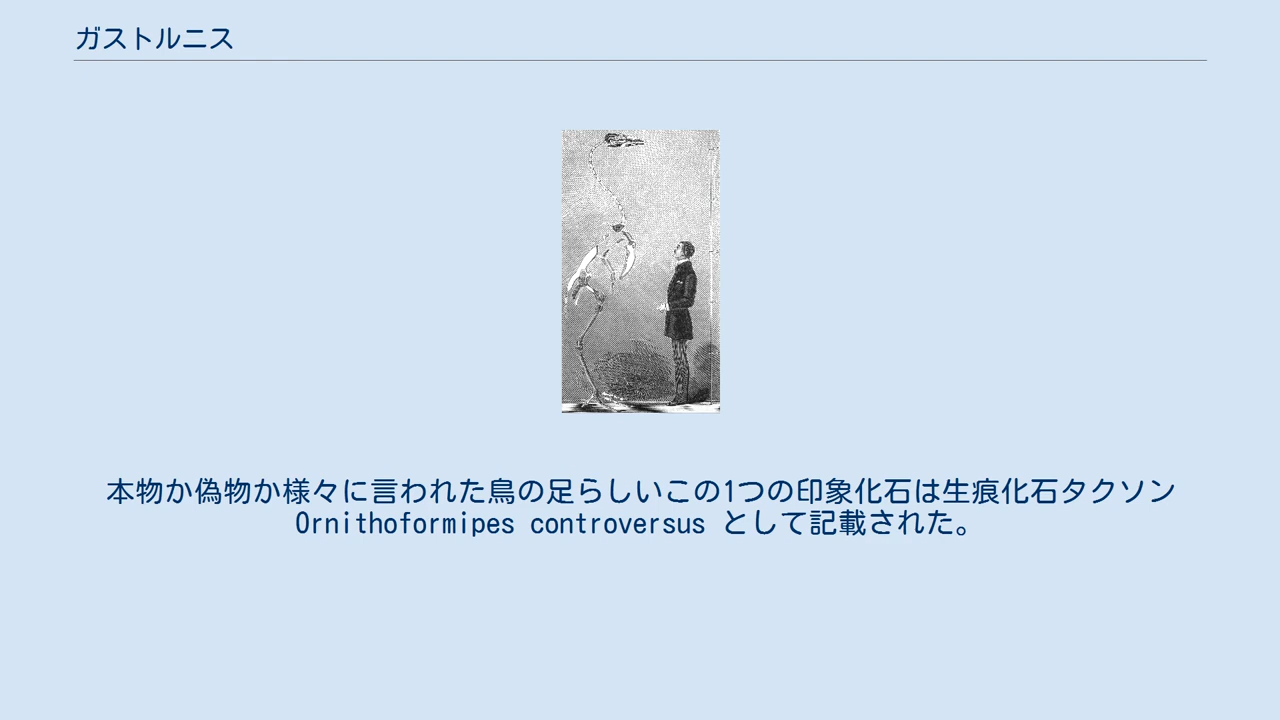 ガストルニス
本物か偽物か様々に言われた鳥の足らしいこの1つの印象化石は生痕化石タクソン
Ornithoformipes controversus として記載された。